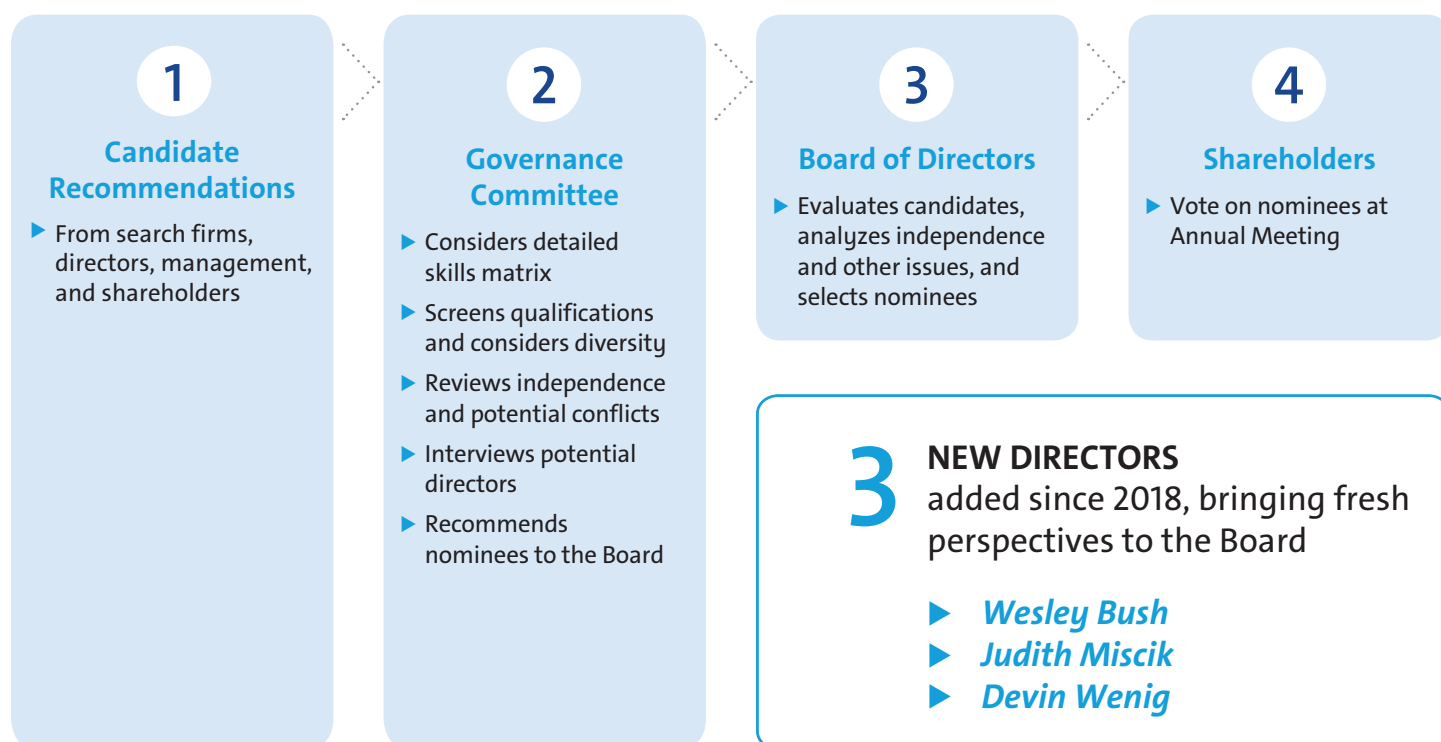 1
Candidate
Recommendations
▶ From search firms,
directors, management,
and shareholders
2
Governance
Committee
▶ Considers detailed
skills matrix
▶ Screens qualifications
and considers diversity
▶ Reviews independence
and potential conflicts
▶ Interviews potential
directors
▶ Recommends
nominees to the Board
3
Board of Directors
▶ Evaluates candidates,
analyzes independence
and other issues, and
selects nominees
4
Shareholders
▶ Vote on nominees at
Annual Meeting
3 NEW DIRECTORS
added since 2018, bringing fresh
perspectives to the Board
▶ Wesley Bush
▶ Judith Miscik
▶ Devin Wenig